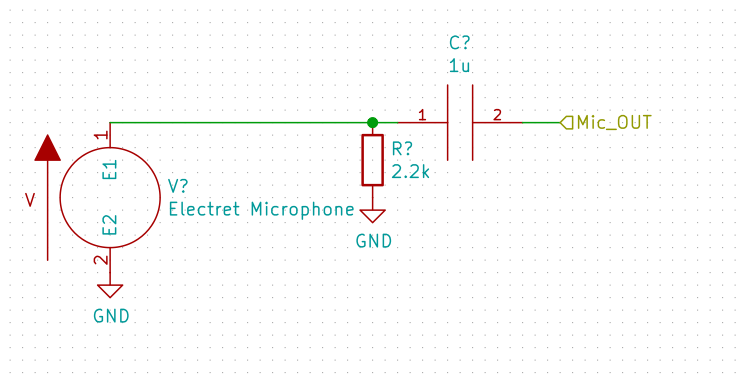 C?
1u
1
2
Mic_OUT
1
E1
R?
2.2k
V
V?
Electret Microphone
E2
2
GND
GND